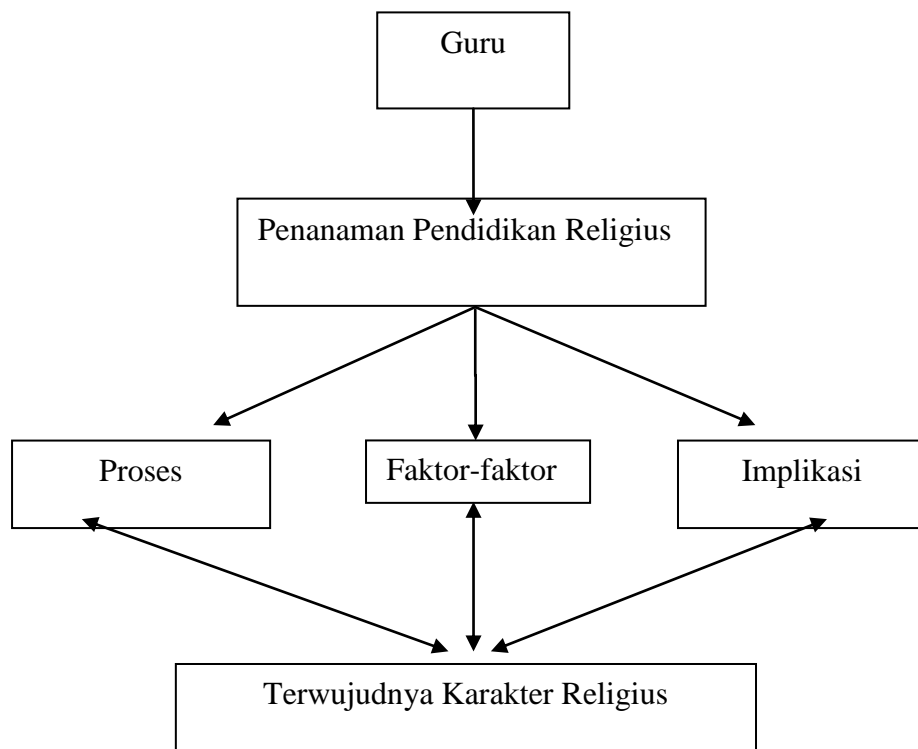 Guru
Penanaman Pendidikan Religius
Proses
Faktor-faktor
Implikasi
Terwujudnya Karakter Religius